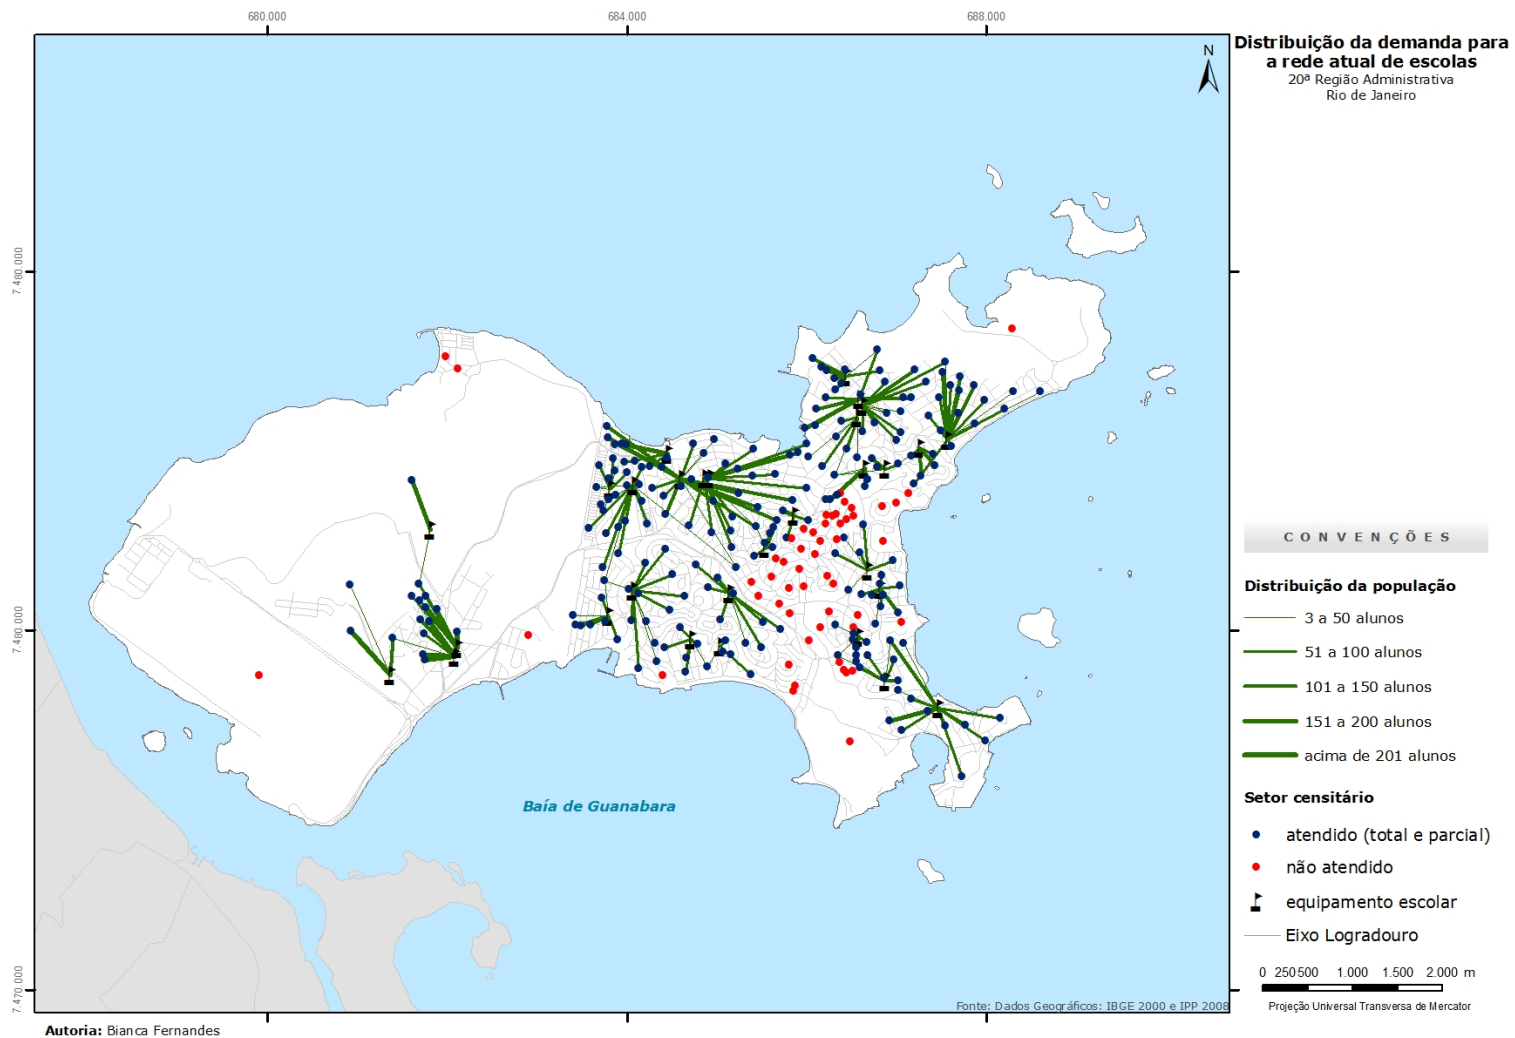 680.000
684.000
688.000
7.480.000
7.480.000
7.470.000
N
Baía de Guanabara
Fonte: Dados Geográficos: IBGE 2000 e IPP 2008
Autoria: Bianca Fernandes
Distribuição da demanda para
a rede atual de escolas
20ª Região Administrativa
Rio de Janeiro
CONVENÇÕES
Distribuição da população
3 a 50 alunos
51 a 100 alunos
101 a 150 alunos
151 a 200 alunos
acima de 201 alunos
Setor censitário
atendido (total e parcial)
não atendido
equipamento escolar
Eixo Logradouro
0 250 500 1.000 1.500 2.000 m
Projeção Universal Transversa de Mercator